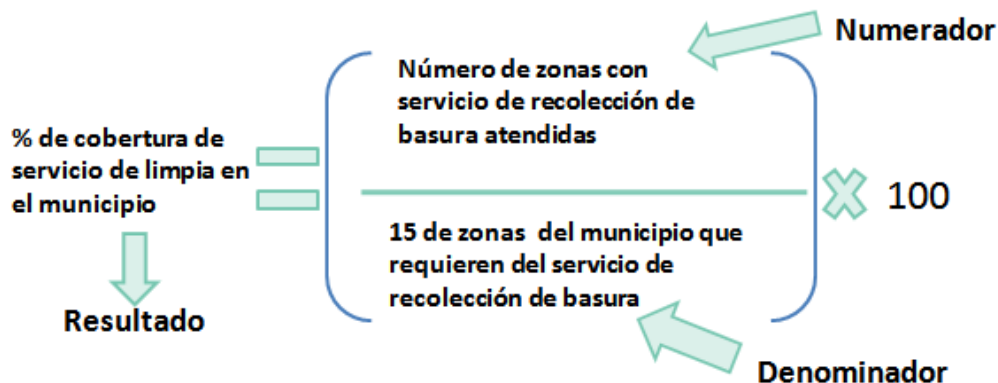 Numerador
Número de zonas con
servicio de recolección de
basura atendidas
% de cobertura de
servicio de limpia en
el municipio
100
15 de zonas del municipio que
requieren del servicio de
recolección de basura
Resultado
Denominador